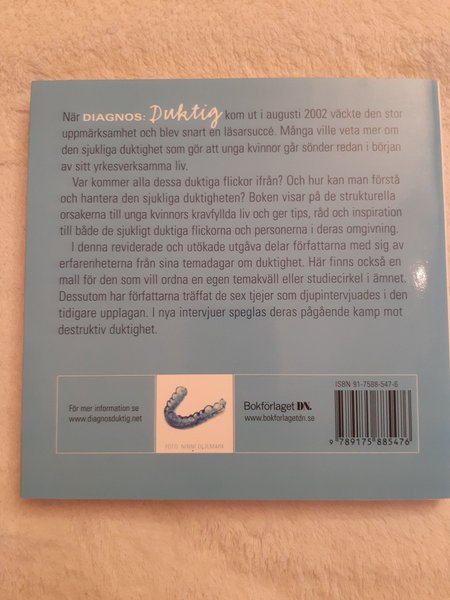 När DIAGNOS: Duktig kom ut i augusti 2002 väckte den stor
uppmärksamhet och blev snart en läsarsuccé. Många ville veta mer om
den sjukliga duktighet som gör att unga kvinnor går sönder redan i början
av sitt yrkesverksamma liv.
Var kommer alla dessa duktiga flickor ifrån? Och hur kan man förstå
och hantera den sjukliga duktigheten? Boken visar på de strukturella
orsakerna till unga kvinnors kravfyllda liv och ger tips, råd och inspiration
till både de sjukligt duktiga flickorna och personerna i deras omgivning.
I denna reviderade och utökade utgåva delar författarna med sig av
erfarenheterna från sina temadagar om duktighet. Här finns också en
mall för den som vill ordna en egen temakväll eller studiecirkel i ämnet.
Dessutom har författarna träffat de sex tjejer som djupintervjuades i den
tidigare upplagan. I nya intervjuer speglas deras pågående kamp mot
destruktiv duktighet.
För mer information se
www.diagnosduktig.net
FOTO: NINNI OLJEMARK
Bokförlaget DN.
www.bokforlagetdn.se
ISBN 91-7588-547-6
9 789175 885476